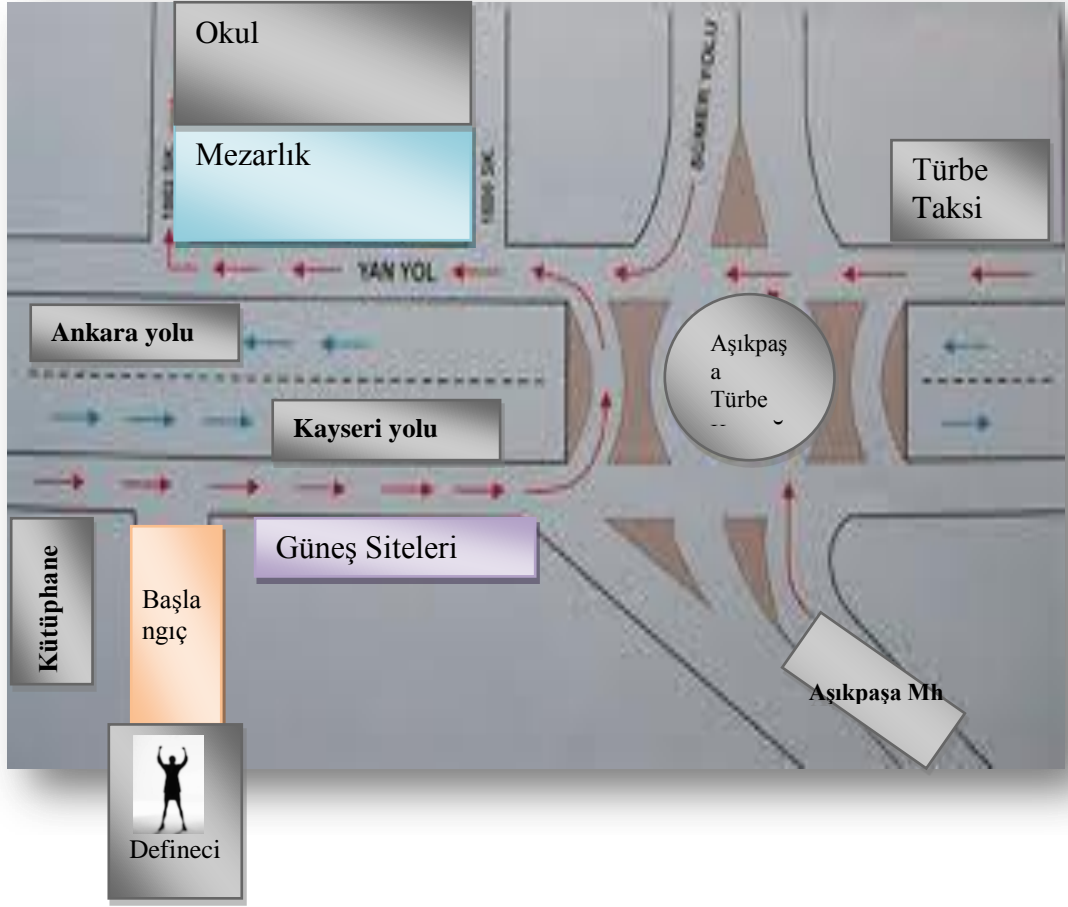 Okul
Mezarlık
SÜMER YOLU
Türbe
Taksi
YAN YOL
Ankara yolu
Aşıkpaş
a
Türbe
Kayseri yolu
Güneş Siteleri
Kütüphane
Başla
ngıç
Aşıkpaşa Mh
Defineci